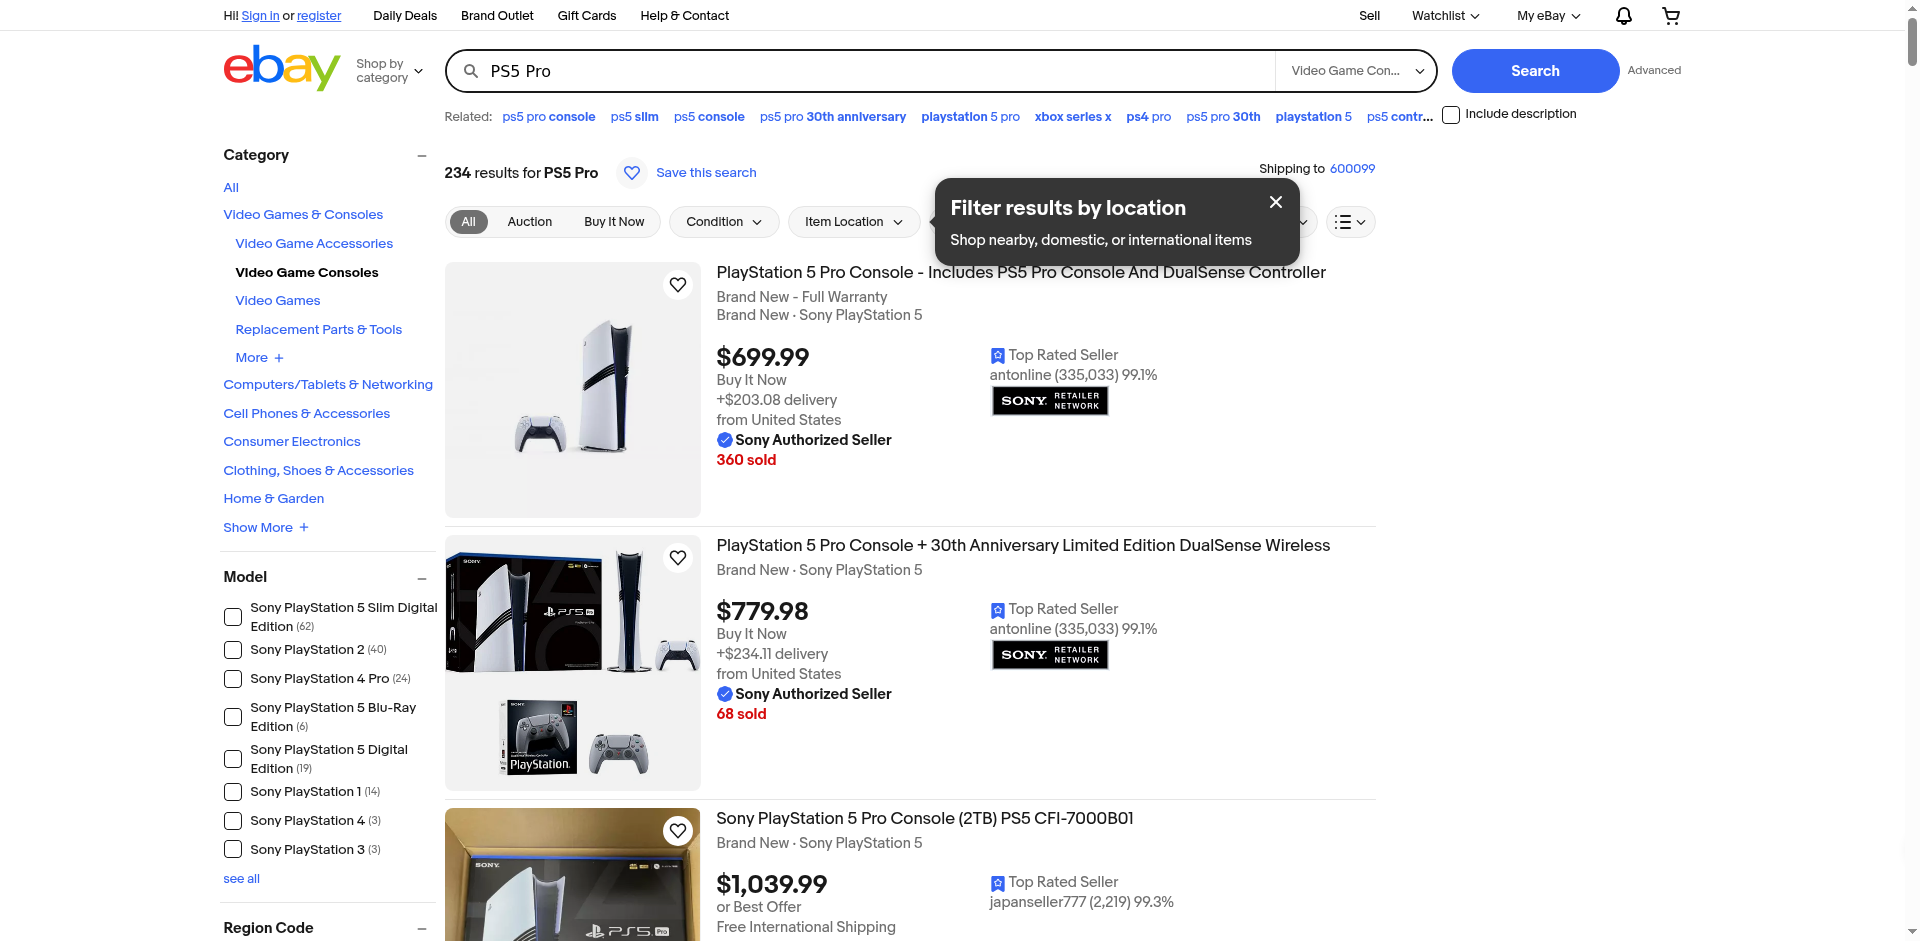 Hi! Sign in or register
Daily Deals
Brand Outlet
Gift Cards
Help & Contact
Sell
Watchlist
My eBay
ebay
Shop by
category
PS5 Pro
Video Game Con...
Search
Advanced
Related: ps5 pro console ps5 slim ps5 console ps5 pro 30th anniversary playstation 5 pro xbox series x ps4 pro ps5 pro 30th playstation 5 ps5 contr...
Include description
Category
All
Video Games & Consoles
Video Game Accessories
Video Game Consoles
Video Games
Replacement Parts & Tools
More
Computers/Tablets & Networking
Cell Phones & Accessories
Consumer Electronics
Clothing, Shoes & Accessories
Home & Garden
Show More
Model
Sony PlayStation 5 Slim Digital
Edition (62)
Sony PlayStation 2 (40)
Sony PlayStation 4 Pro (24)
Sony PlayStation 5 Blu-Ray
Edition (6)
Sony PlayStation 5 Digital
Edition (19)
Sony PlayStation 1 (14)
Sony PlayStation 4 (3)
Sony PlayStation 3 (3)
see all
Region Code
234 results for PS5 Pro
Save this search
Shipping to 600099
All
Auction
Buy It Now
Condition
Item Location
Filter results by location
Shop nearby, domestic, or international items
PlayStation 5 Pro Console - Includes PS5 Pro Console And DualSense Controller
Brand New - Full Warranty
Brand New · Sony PlayStation 5
$699.99
Buy It Now
+$203.08 delivery
from United States
Sony Authorized Seller
360 sold
Top Rated Seller
antonline (335,033) 99.1%
SONY RETAILER
NETWORK
SONY
PS5 Pro
SONY
PlayStation.
PlayStation 5 Pro Console + 30th Anniversary Limited Edition DualSense Wireless
Brand New · Sony PlayStation 5
$779.98
Buy It Now
+$234.11 delivery
from United States
Sony Authorized Seller
68 sold
Top Rated Seller
antonline (335,033) 99.1%
SONY RETAILER
NETWORK
SONY
PS5 Pro
Sony PlayStation 5 Pro Console (2TB) PS5 CFI-7000B01
Brand New · Sony PlayStation 5
$1,039.99
or Best Offer
Free International Shipping
Top Rated Seller
japanseller777 (2,219) 99.3%